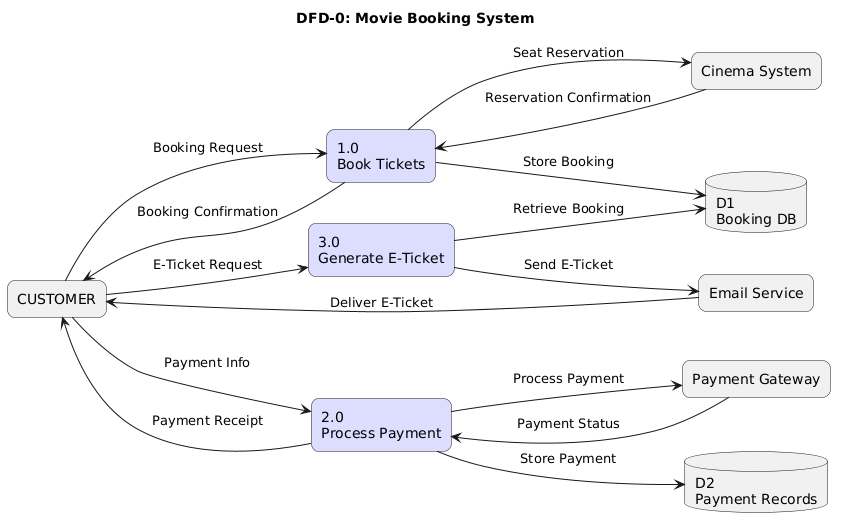 DFD-0: Movie Booking System
Seat Reservation
Cinema System
Reservation Confirmation
Booking Request
1.0
Book Tickets
Store Booking
D1
Booking DB
Booking Confirmation
Retrieve Booking
3.0
Generate E-Ticket
E-Ticket Request
Send E-Ticket
Email Service
CUSTOMER
Deliver E-Ticket
Payment Info
Process Payment
Payment Gateway
2.0
Process Payment
Payment Receipt
Payment Status
Store Payment
D2
Payment Records